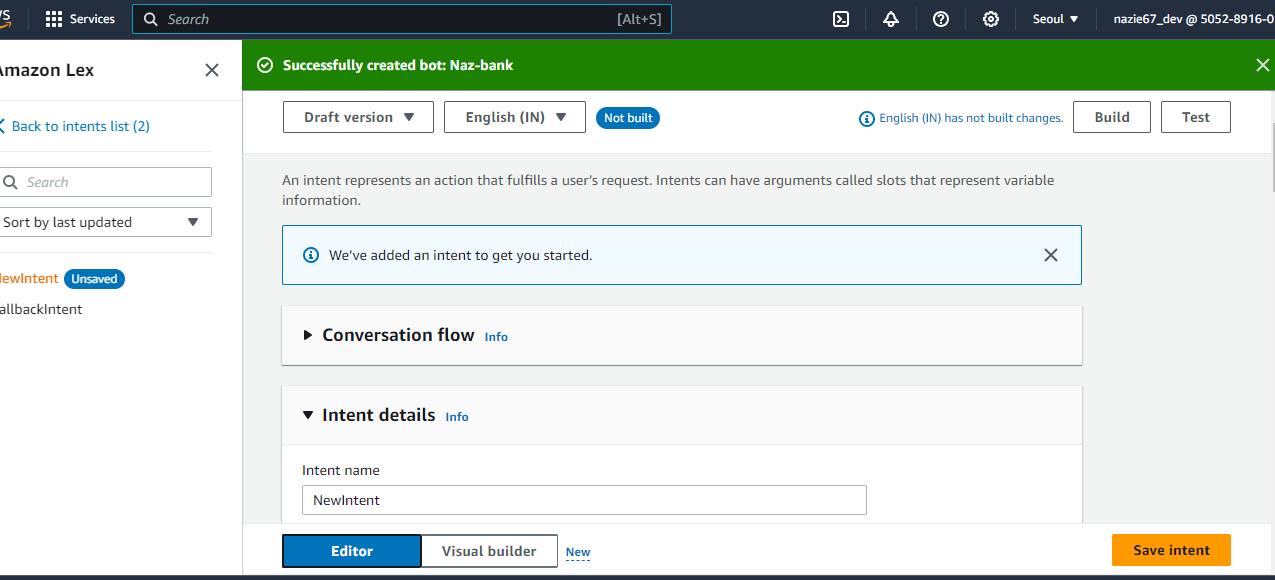 Services
Search
[Alt+S]
Seoul
nazie67_dev @ 5052-8916-0
Amazon Lex
Successfully created bot: Naz-bank
Back to intents list (2)
Draft version
English (IN)
Not built
English (IN) has not built changes.
Build
Test
Search
Sort by last updated
NewIntent
Unsaved
allbackIntent
An intent represents an action that fulfills a user's request. Intents can have arguments called slots that represent variable
information.
We've added an intent to get you started.
Conversation flow
Info
Intent details
Info
Intent name
NewIntent
Editor
Visual builder
New
Save intent